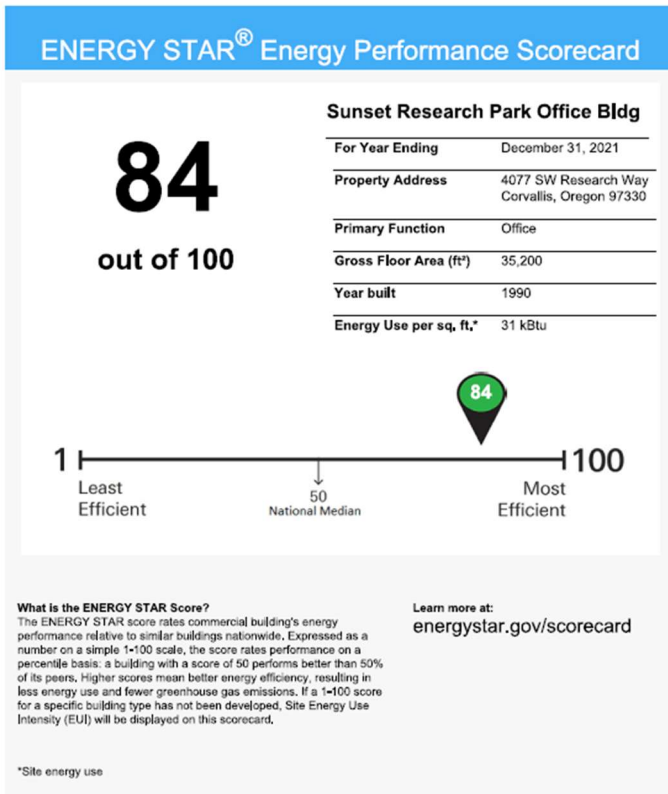 ENERGY STAR® Energy Performance Scorecard
84
out of 100
Sunset Research Park Office Bldg
For Year Ending December 31, 2021
Property Address 4077 SW Research Way
Corvallis, Oregon 97330
Primary Function Office
Gross Floor Area (ft²) 35,200
Year built 1990
Energy Use per sq. ft.* 31 kBtu
84
1 100
Least
Efficient
50
National Median
Most
Efficient
What is the ENERGY STAR Score?
The ENERGY STAR score rates commercial building's energy
performance relative to similar buildings nationwide. Expressed as a
number on a simple 1-100 scale, the score rates performance on a
percentile basis: a building with a score of 50 performs better than 50%
of its peers. Higher scores mean better energy efficiency, resulting in
less energy use and fewer greenhouse gas emissions. If a 1-100 score
for a specific building type has not been developed, Site Energy Use
Intensity (EUI) will be displayed on this scorecard.
Learn more at:
energystar.gov/scorecard
*Site energy use